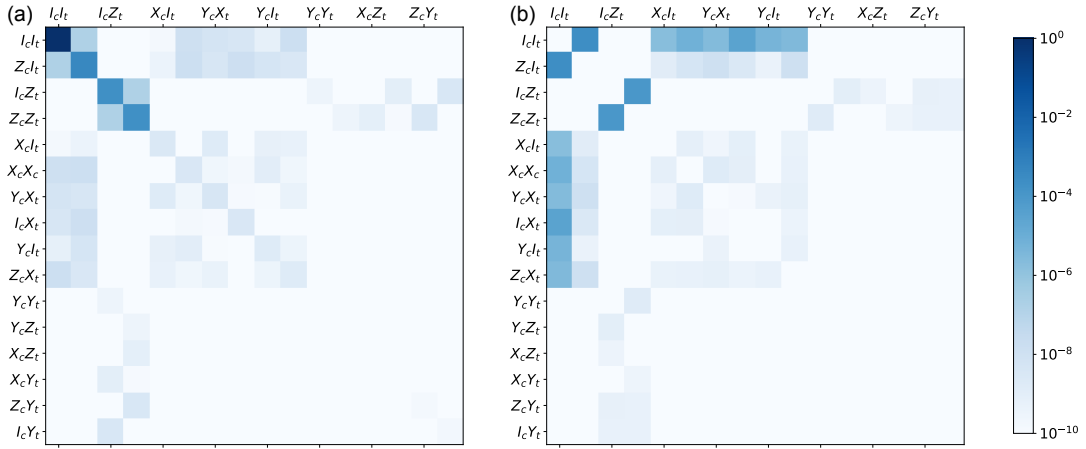 (a)
I_cI_t I_cZ_t X_cI_t Y_cX_t Y_cI_t Y_cY_t X_cZ_t Z_cY_t
I_cI_t
Z_cI_t
I_cZ_t
Z_cZ_t
X_cI_t
X_cX_c
Y_cX_t
I_cX_t
Y_cI_t
Z_cX_t
Y_cY_t
Y_cZ_t
X_cZ_t
X_cY_t
Z_cY_t
I_cY_t
(b)
I_cI_t I_cZ_t X_cI_t Y_cX_t Y_cI_t Y_cY_t X_cZ_t Z_cY_t
I_cI_t
Z_cI_t
I_cZ_t
Z_cZ_t
X_cI_t
X_cX_c
Y_cX_t
I_cX_t
Y_cI_t
Z_cX_t
Y_cY_t
Y_cZ_t
X_cZ_t
X_cY_t
Z_cY_t
I_cY_t
10^0
10^{-2}
10^{-4}
10^{-6}
10^{-8}
10^{-10}